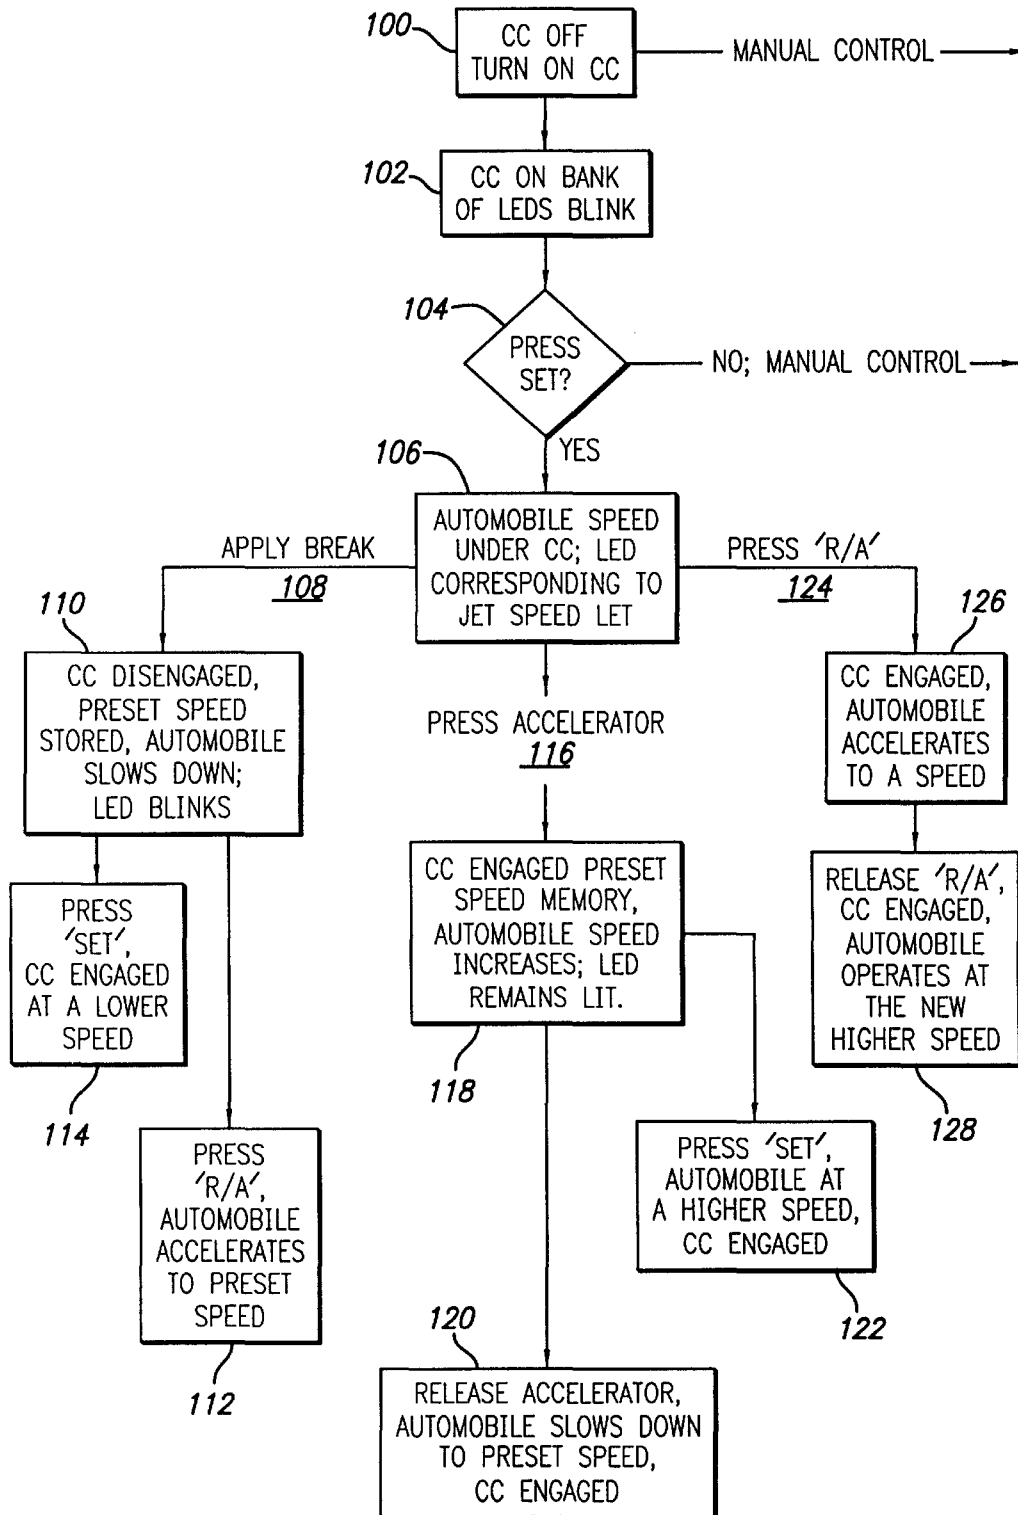 100
CC OFF
TURN ON CC
MANUAL CONTROL
102
CC ON BANK
OF LEDS BLINK
104
PRESS
SET?
NO; MANUAL CONTROL
YES
106
AUTOMOBILE SPEED
UNDER CC; LED
CORRESPONDING TO
JET SPEED LET
APPLY BREAK
108
PRESS 'R/A'
124
110
CC DISENGAGED,
PRESET SPEED
STORED, AUTOMOBILE
SLOWS DOWN;
LED BLINKS
PRESS ACCELERATOR
116
126
CC ENGAGED,
AUTOMOBILE
ACCELERATES
TO A SPEED
PRESS
'SET',
CC ENGAGED
AT A LOWER
SPEED
114
CC ENGAGED PRESET
SPEED MEMORY,
AUTOMOBILE SPEED
INCREASES; LED
REMAINS LIT.
118
RELEASE 'R/A',
CC ENGAGED,
AUTOMOBILE
OPERATES AT
THE NEW
HIGHER SPEED
128
PRESS
'R/A',
AUTOMOBILE
ACCELERATES
TO PRESET
SPEED
112
PRESS 'SET',
AUTOMOBILE AT
A HIGHER SPEED,
CC ENGAGED
122
120
RELEASE ACCELERATOR,
AUTOMOBILE SLOWS DOWN
TO PRESET SPEED,
CC ENGAGED